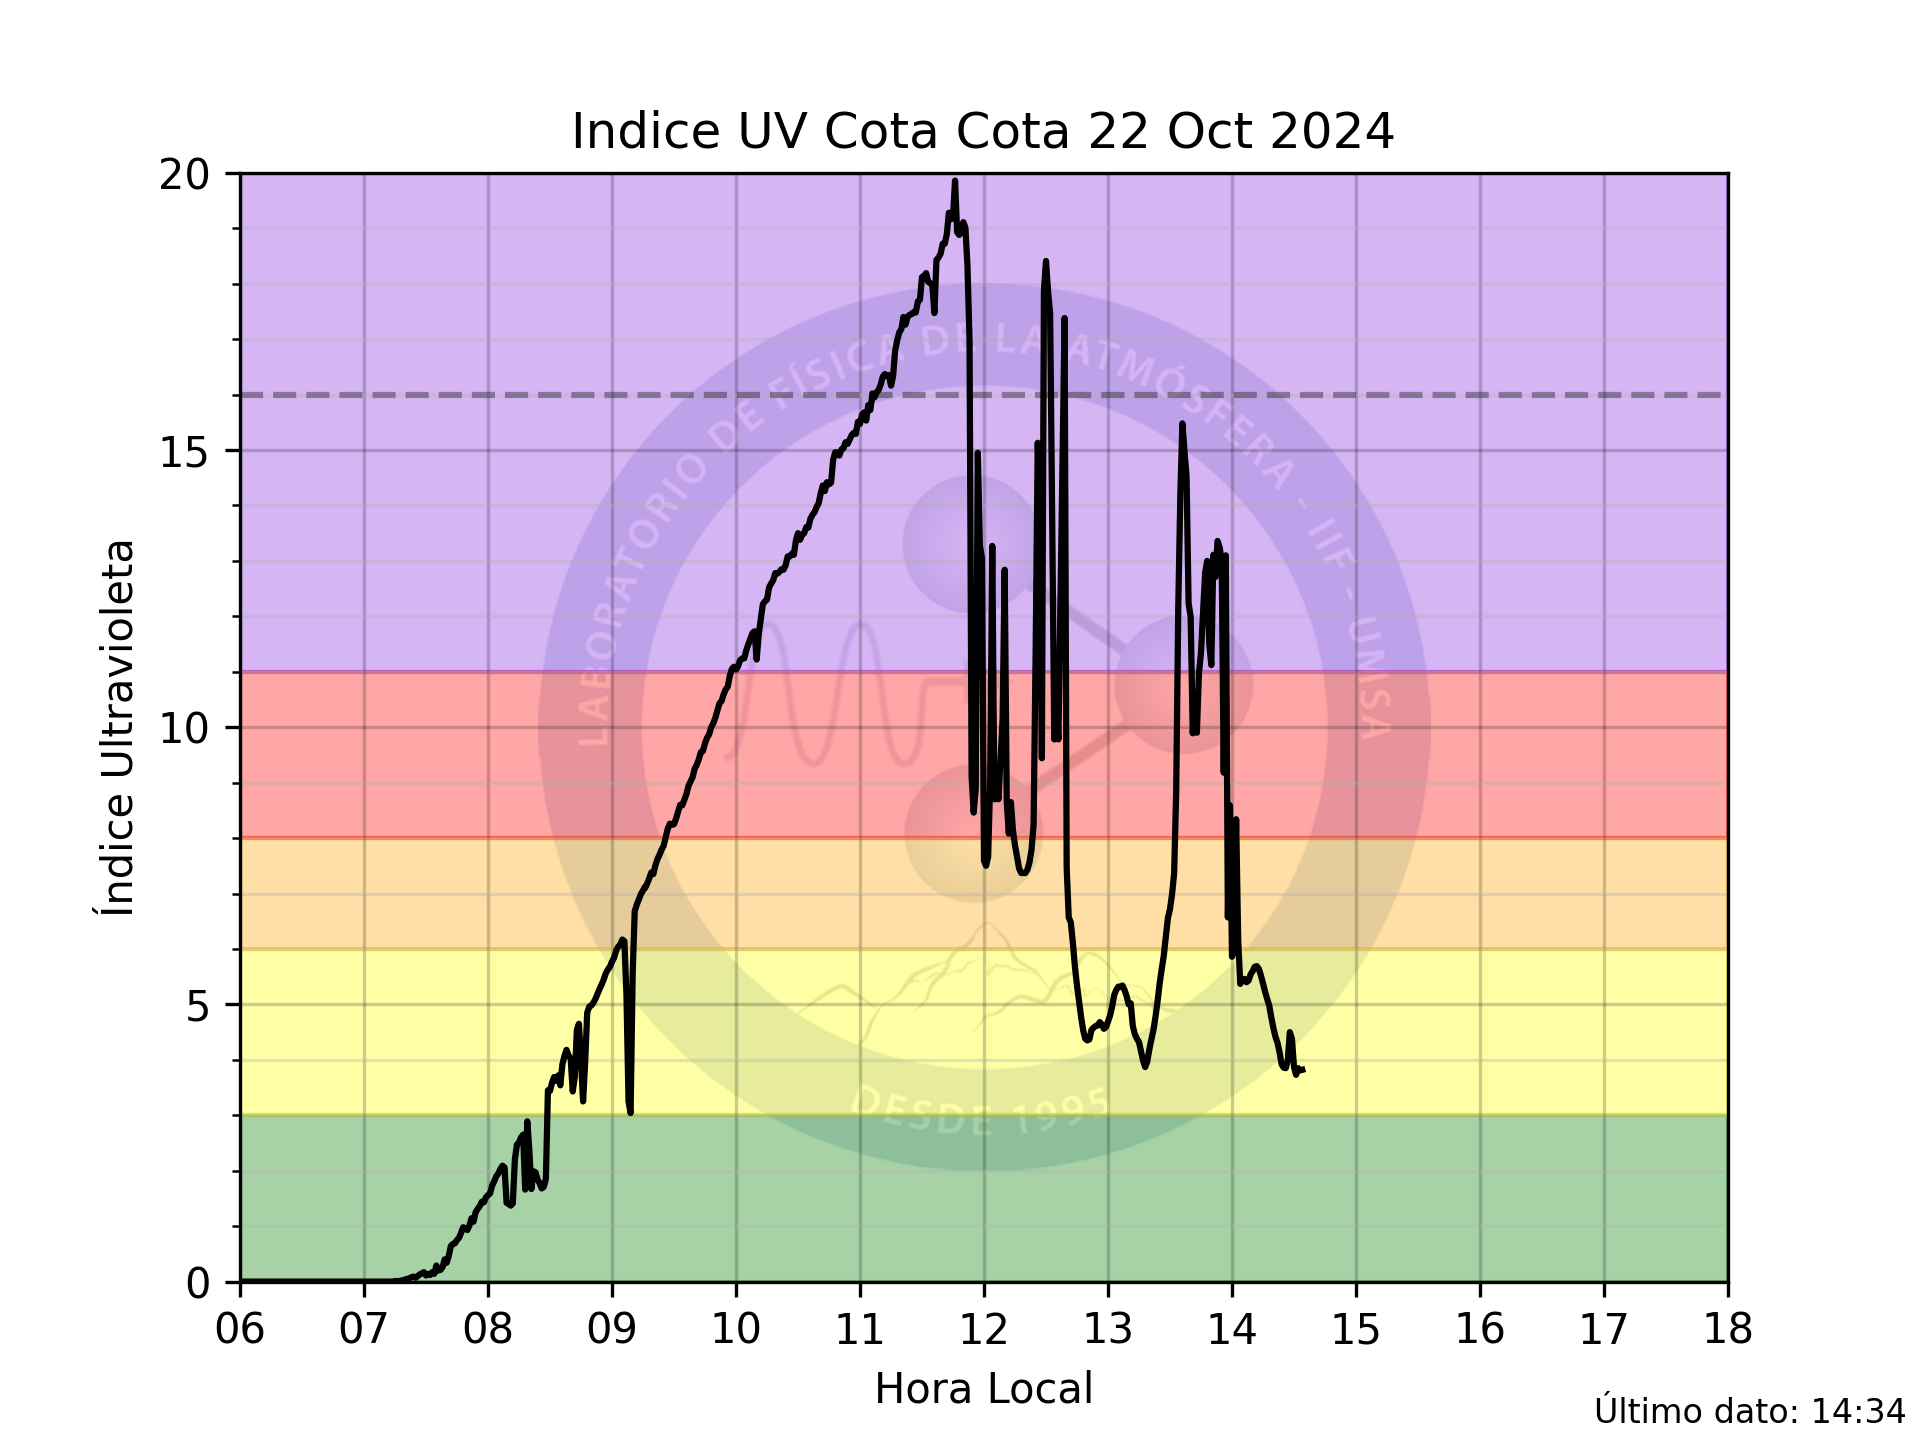 Indice UV Cota Cota 22 Oct 2024
20
15
10
5
0
Índice Ultravioleta
LABORATORIO DE FÍSICA DE LA ATMÓSFERA - IIF - UMSA
DESDE 1995
06 07 08 09 10 11 12 13 14 15 16 17 18
Hora Local
Último dato: 14:34